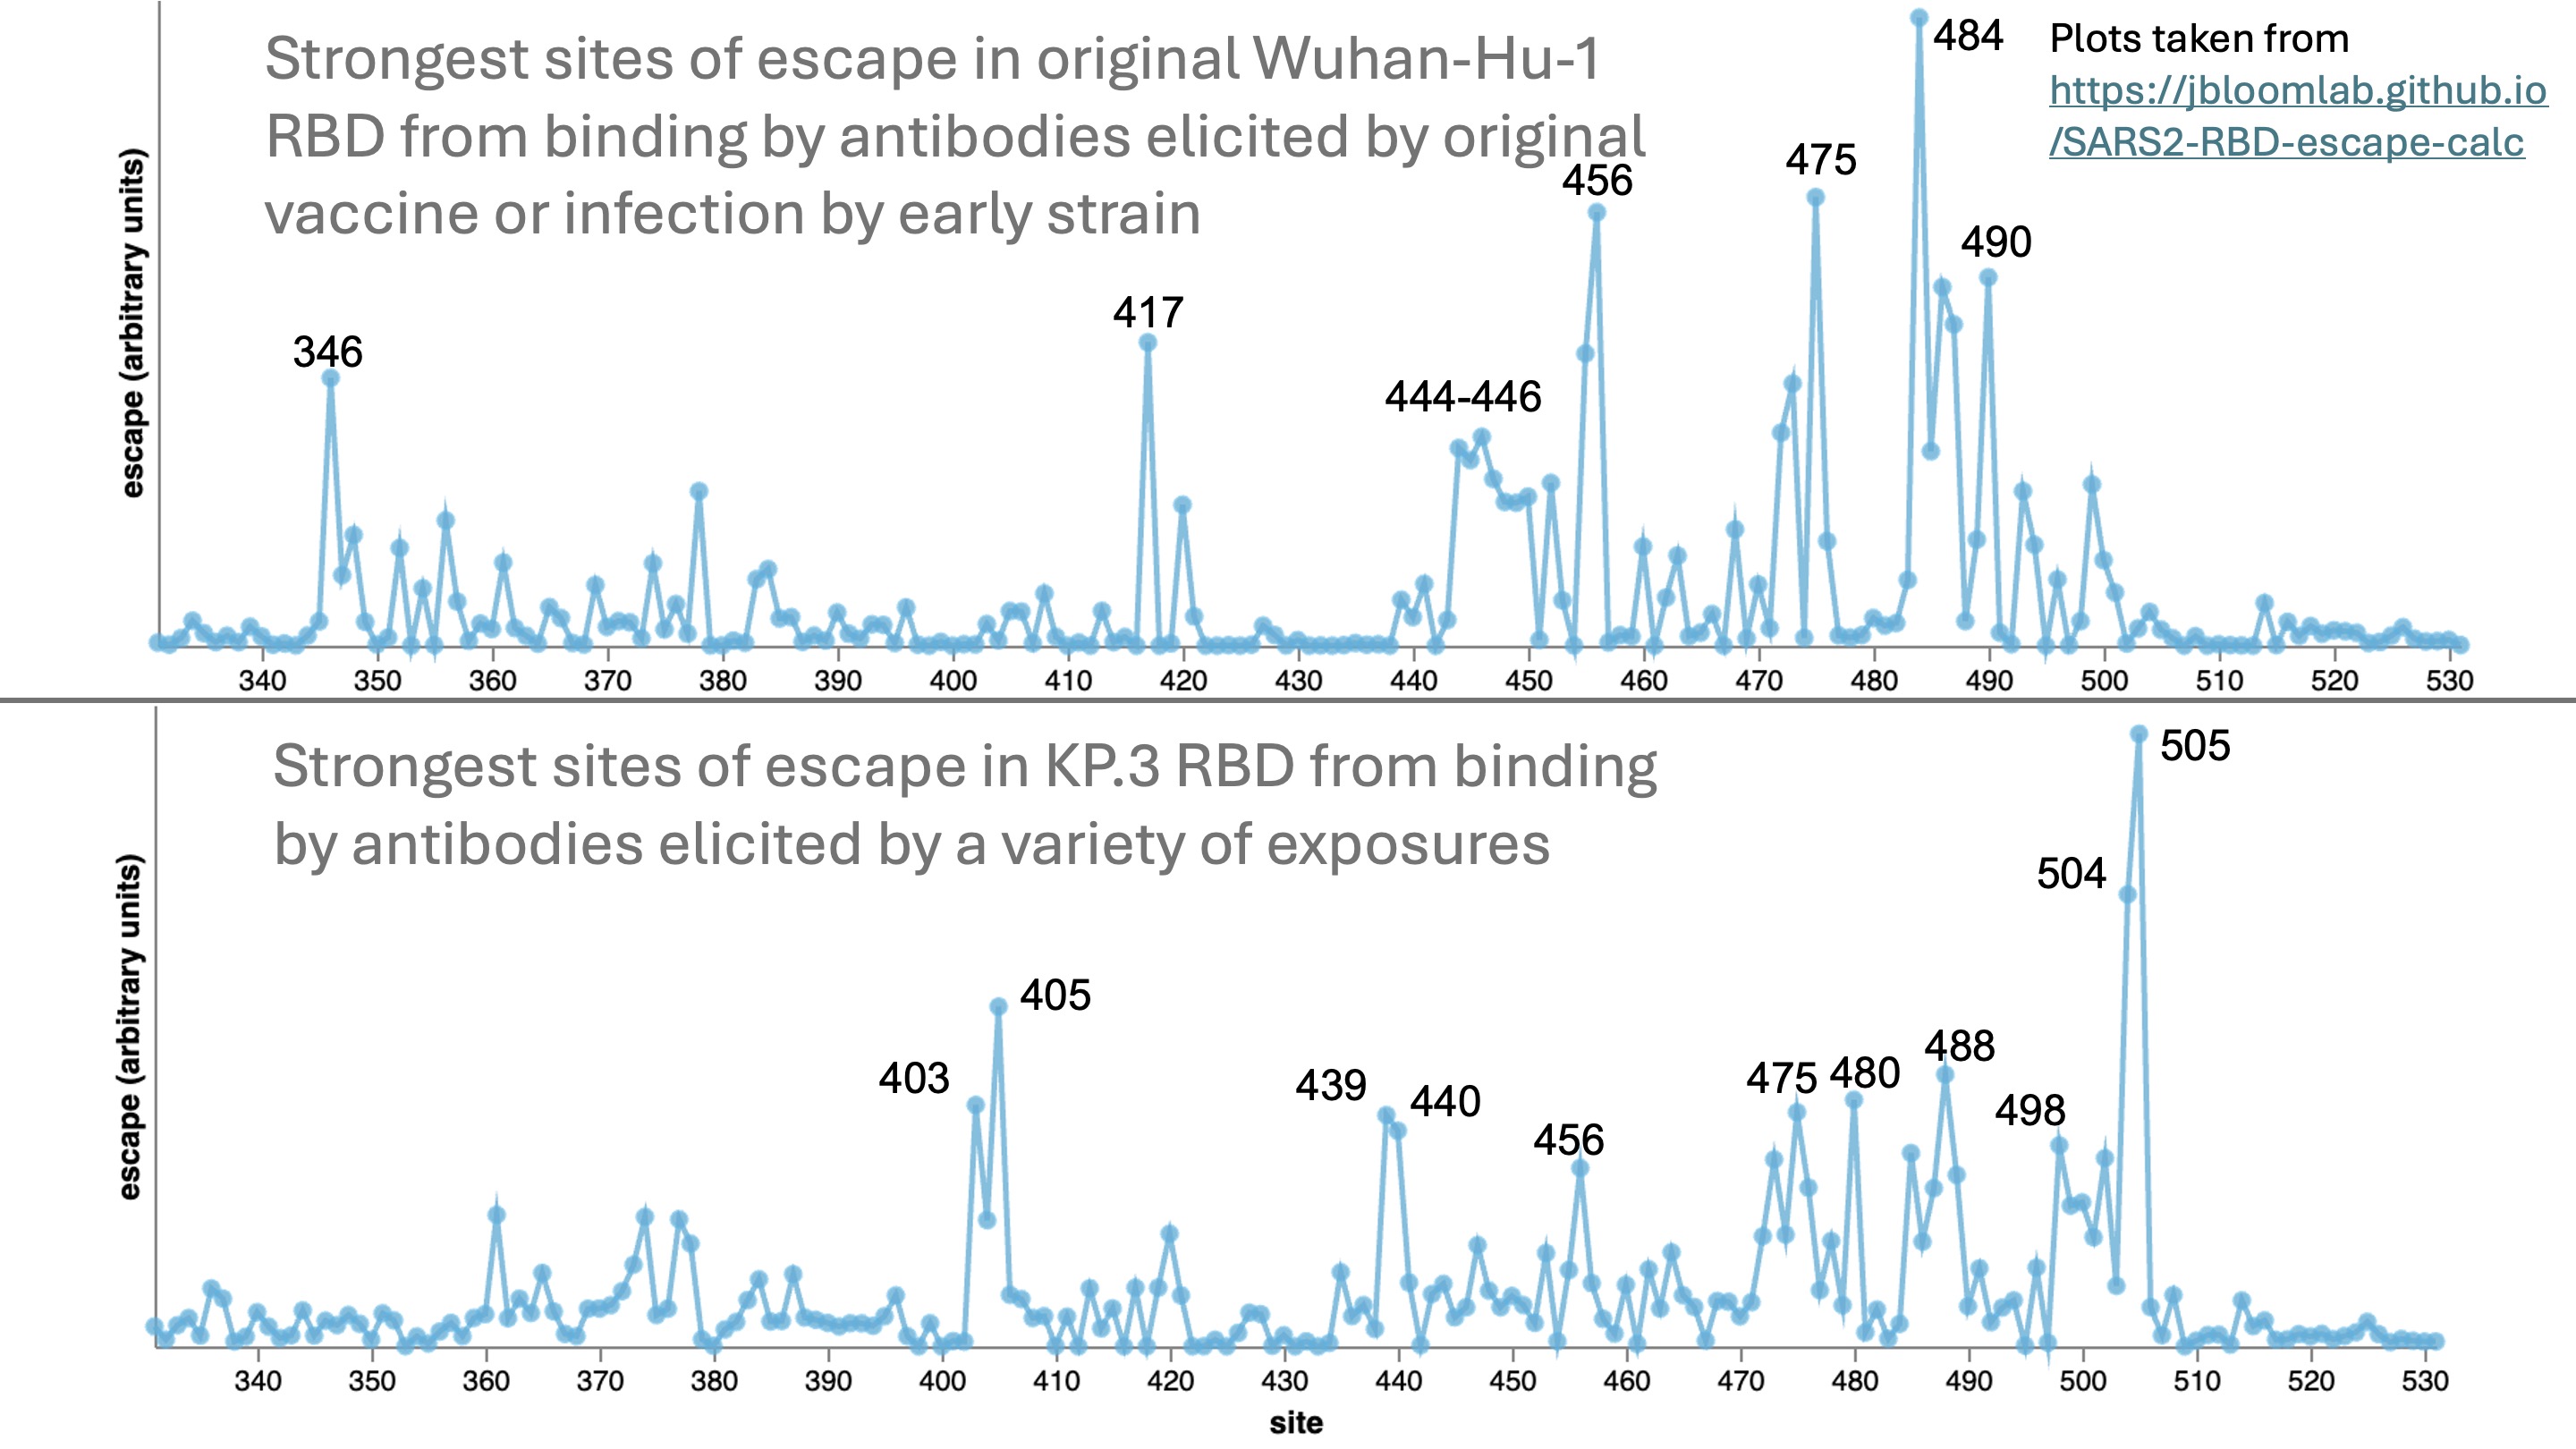 Strongest sites of escape in original Wuhan-Hu-1
RBD from binding by antibodies elicited by original
vaccine or infection by early strain
Plots taken from
https://jbloomlab.github.io
/SARS2-RBD-escape-calc
escape (arbitrary units)
346
417
444-446
456
475
484
490
340 350 360 370 380 390 400 410 420 430 440 450 460 470 480 490 500 510 520 530
Strongest sites of escape in KP.3 RBD from binding
by antibodies elicited by a variety of exposures
escape (arbitrary units)
403
405
439
440
456
475
480
488
498
504
505
340 350 360 370 380 390 400 410 420 430 440 450 460 470 480 490 500 510 520 530
site